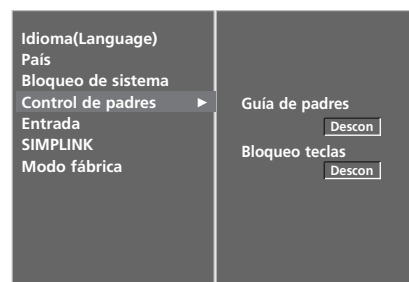 Idioma(Language)
País
Bloqueo de sistema
Control de padres ►
Entrada
SIMPLINK
Modo fábrica
Guía de padres
Descon
Bloqueo teclas
Descon